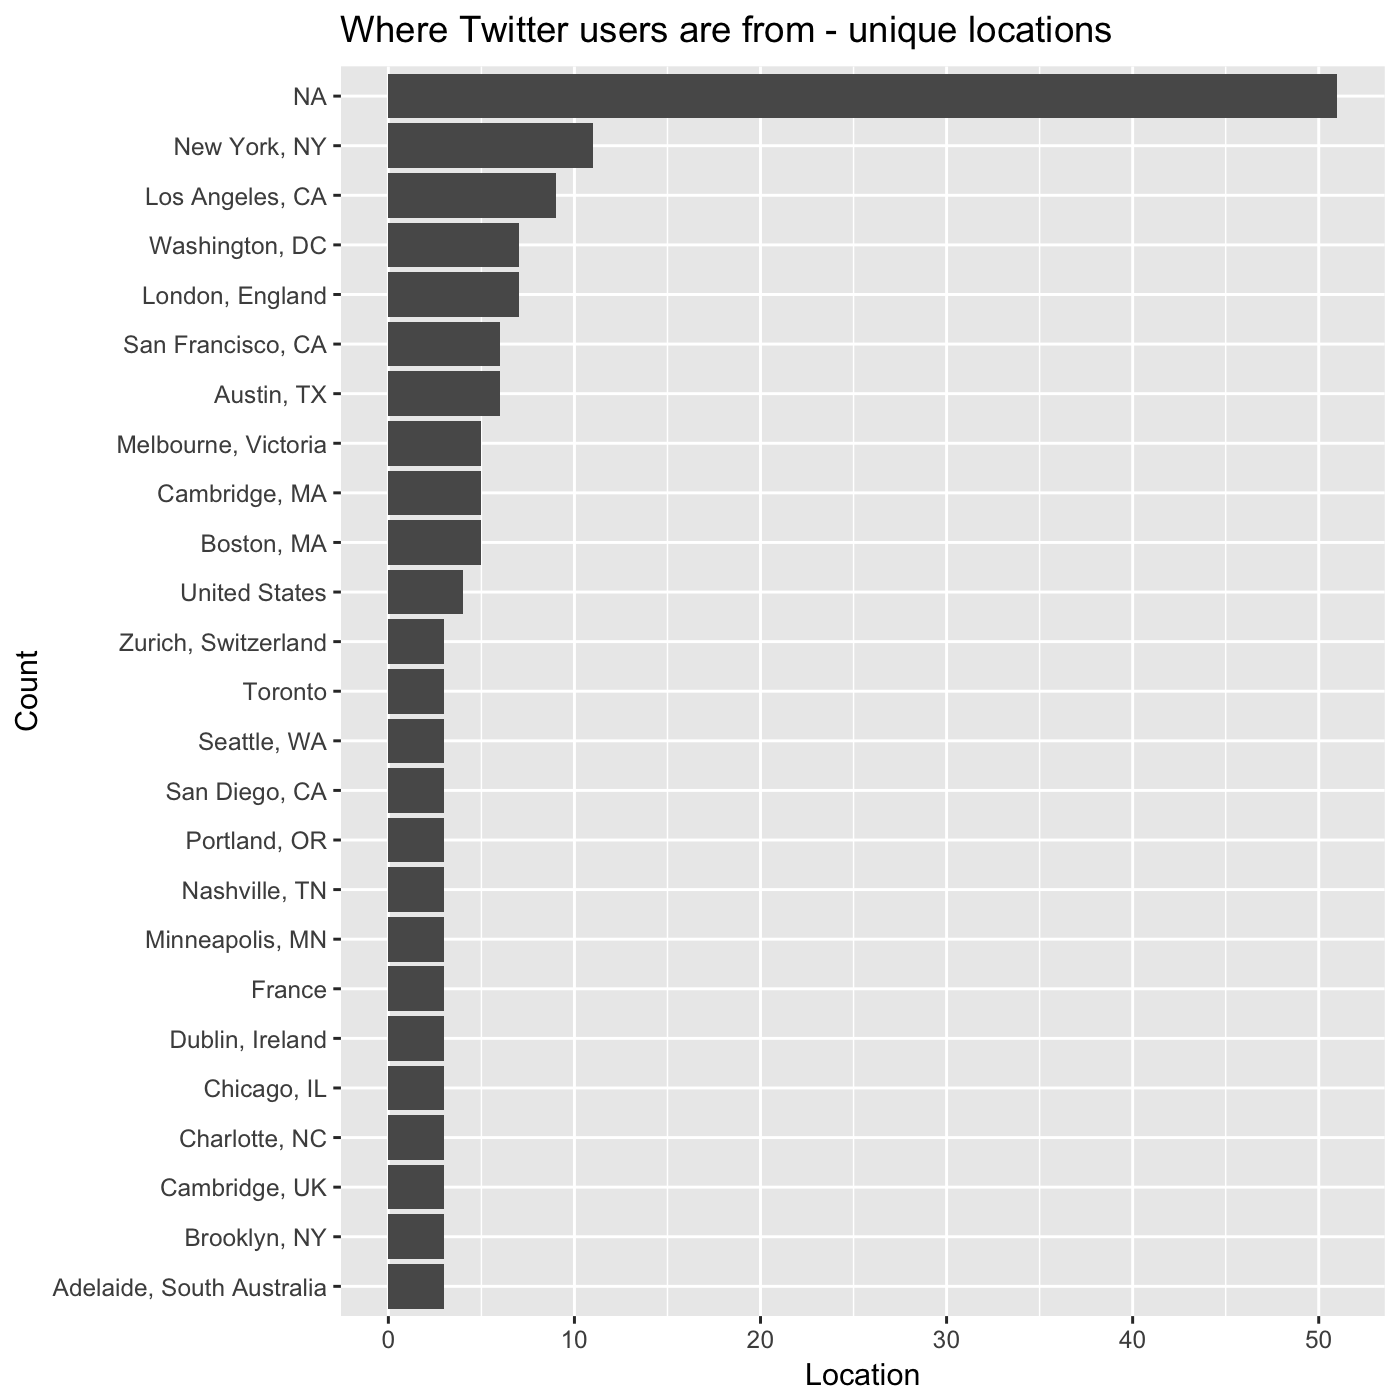 Where Twitter users are from - unique locations
NA
New York, NY
Los Angeles, CA
Washington, DC
London, England
San Francisco, CA
Austin, TX
Melbourne, Victoria
Cambridge, MA
Boston, MA
United States
Zurich, Switzerland
Toronto
Seattle, WA
San Diego, CA
Portland, OR
Nashville, TN
Minneapolis, MN
France
Dublin, Ireland
Chicago, IL
Charlotte, NC
Cambridge, UK
Brooklyn, NY
Adelaide, South Australia
Count
0 10 20 30 40 50
Location